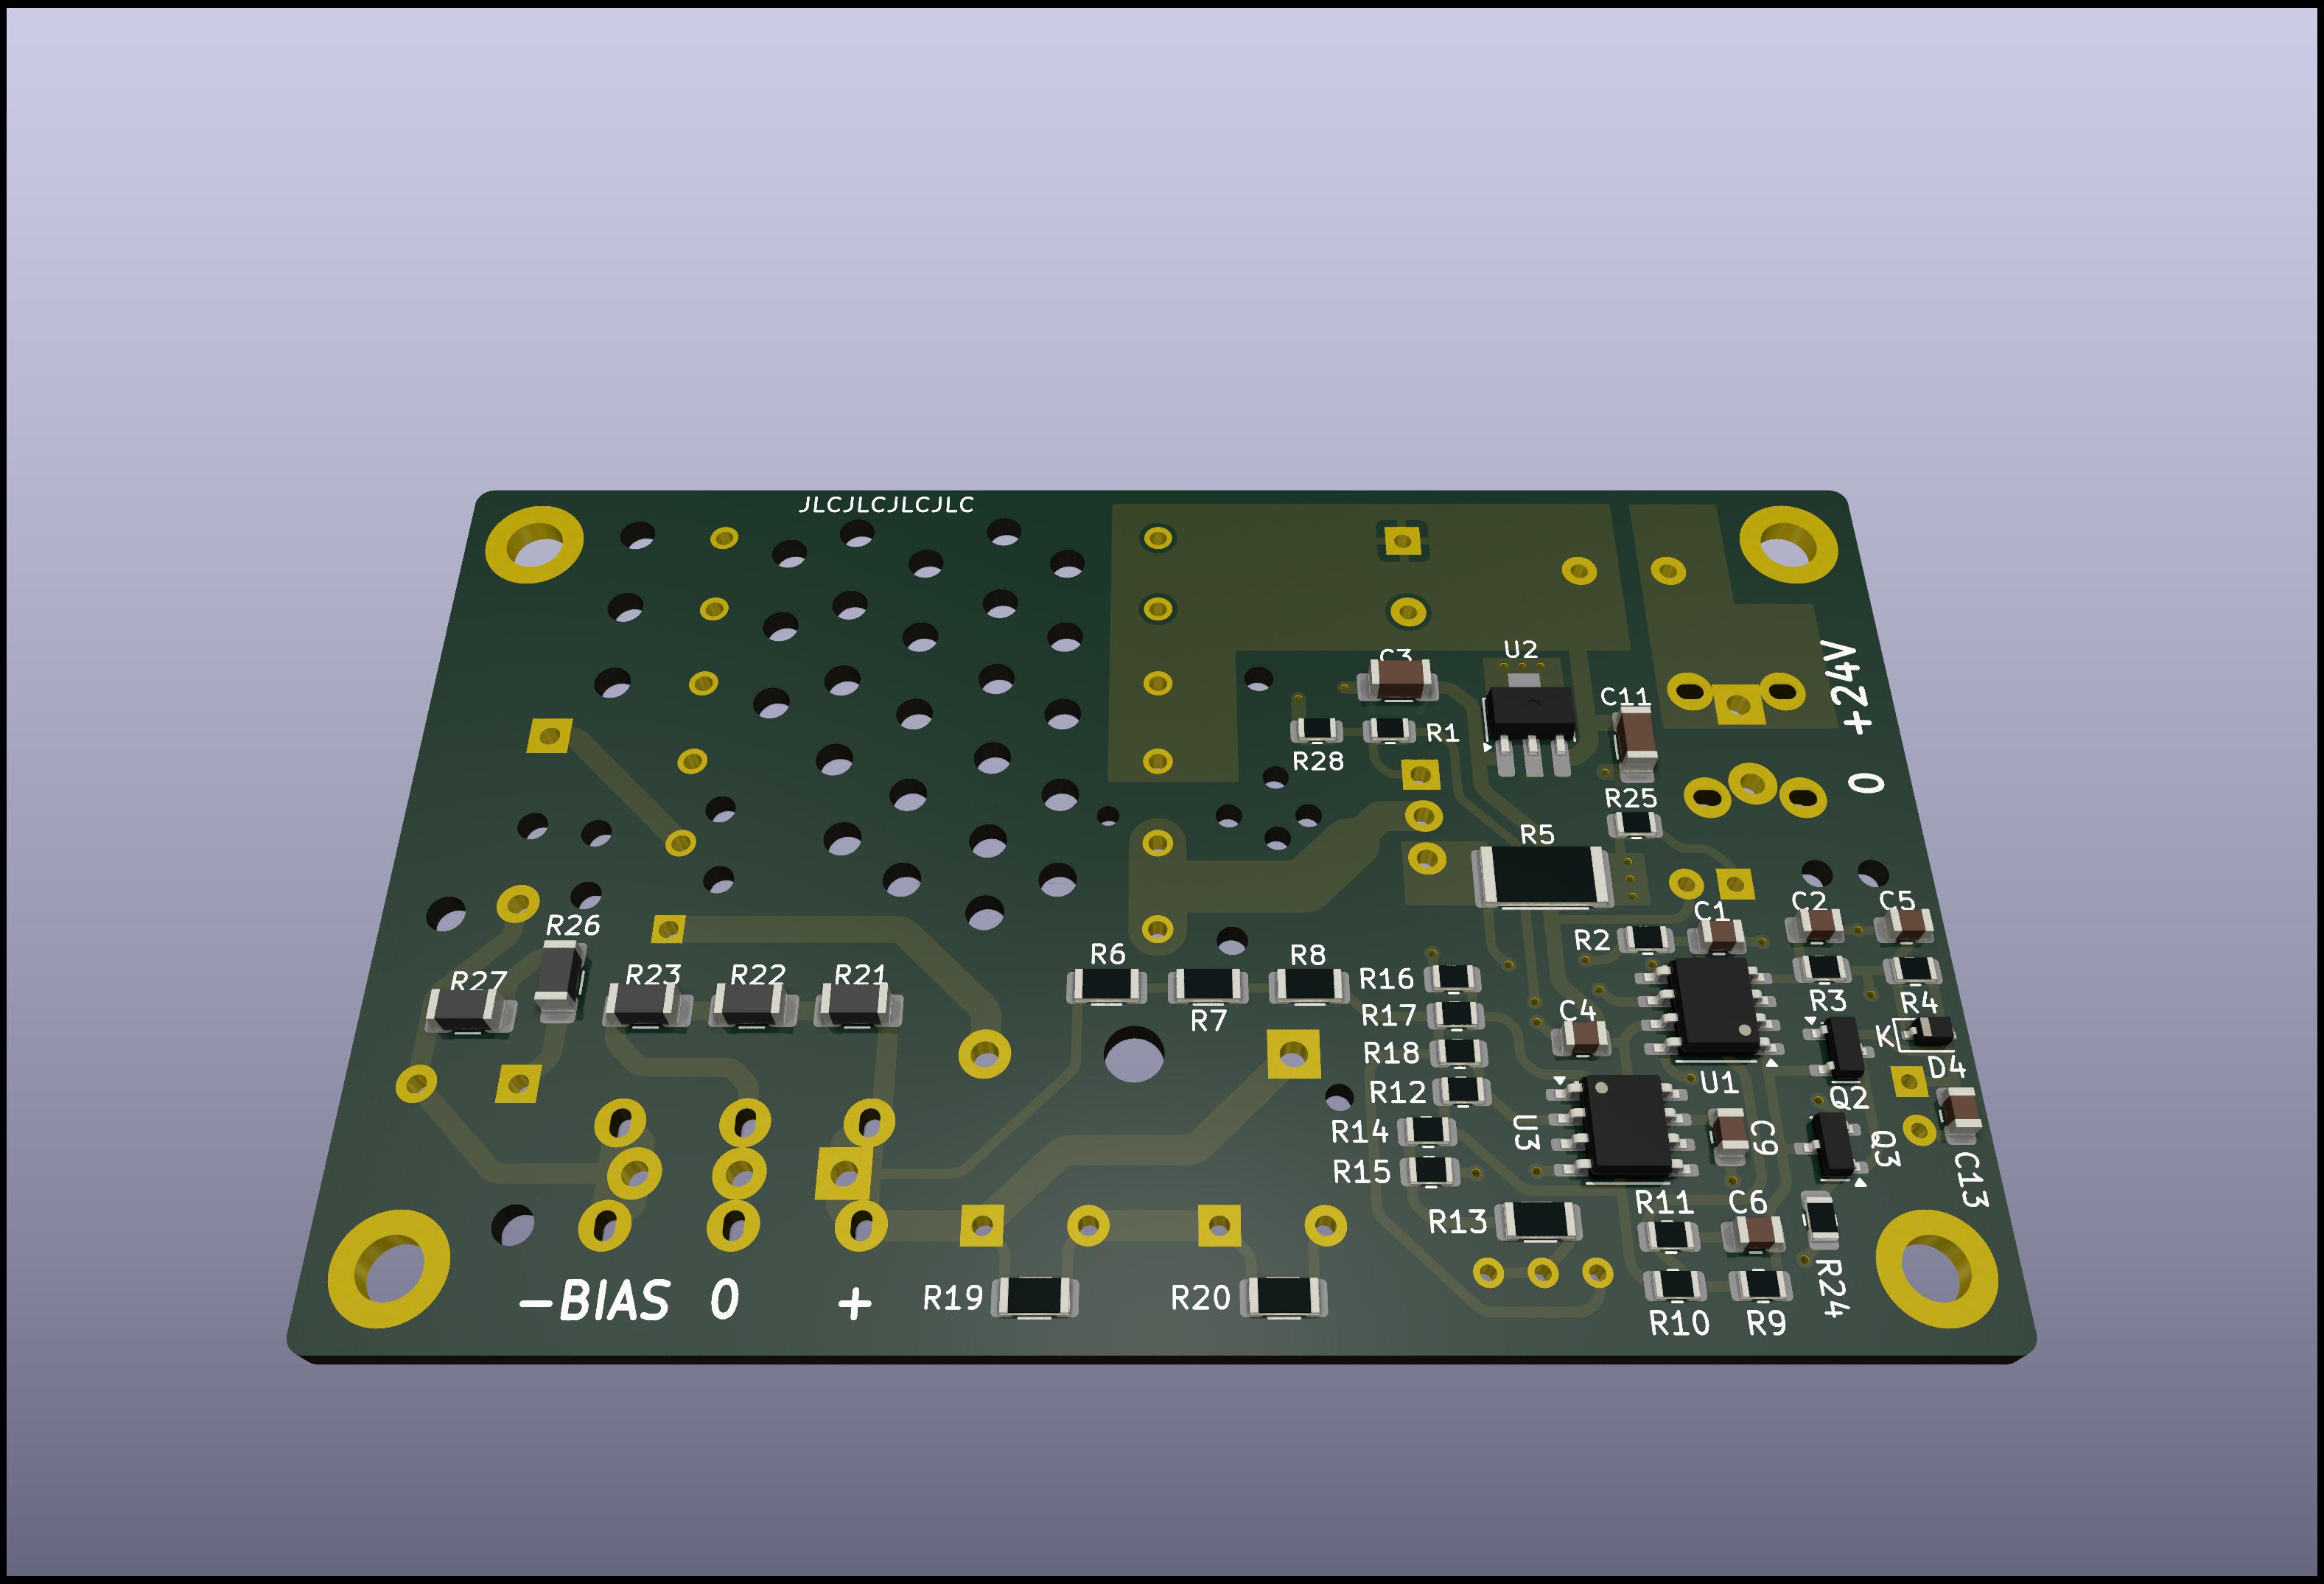 JLCJLCJLCJLC
C3
U2
+24V
C11
R28
R1
0
R25
R5
C2
C5
C1
R26
R2
R6
R8
R27
R23
R22
R21
R16
R7
R3
R4
R17
C4
K
R18
D4
U1
R12
Q2
R14
U3
C9
Q3
R15
C13
R11
C6
R13
R24
-BIAS 0 +
R19
R20
R10
R9